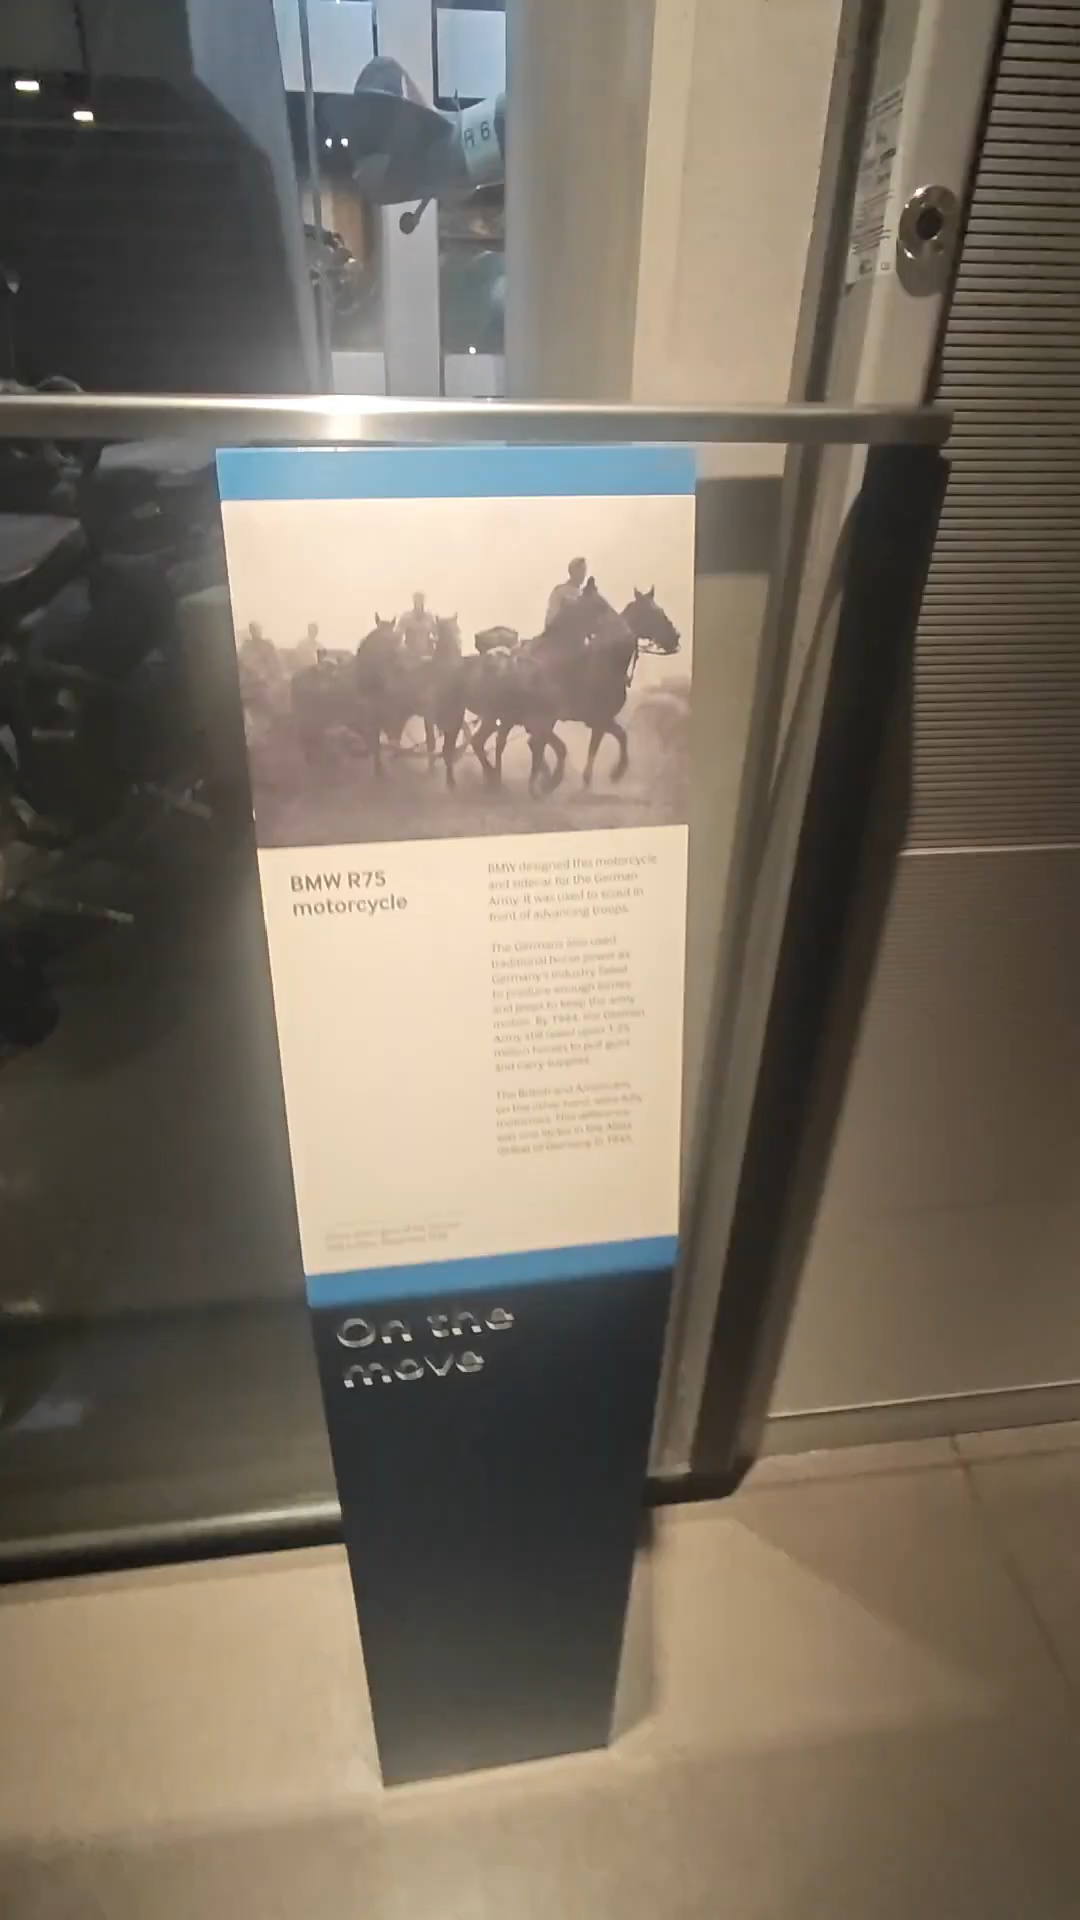 A 6
BMW R75
motorcycle
BMW designed this motorcycle
and sidecar for the German
Army. It was used to scout in
front of advancing troops.
The Germans also used
traditional horse power as
Germany's industry failed
to produce enough lorries
and jeeps to keep the army
mobile. By 1944, the German
Army still relied upon 1.25
million horses to pull guns
and carry supplies.
The British and Americans,
on the other hand, were fully
motorised. This difference
was one factor in the Allied
defeat of Germany in 1945.
On the
move